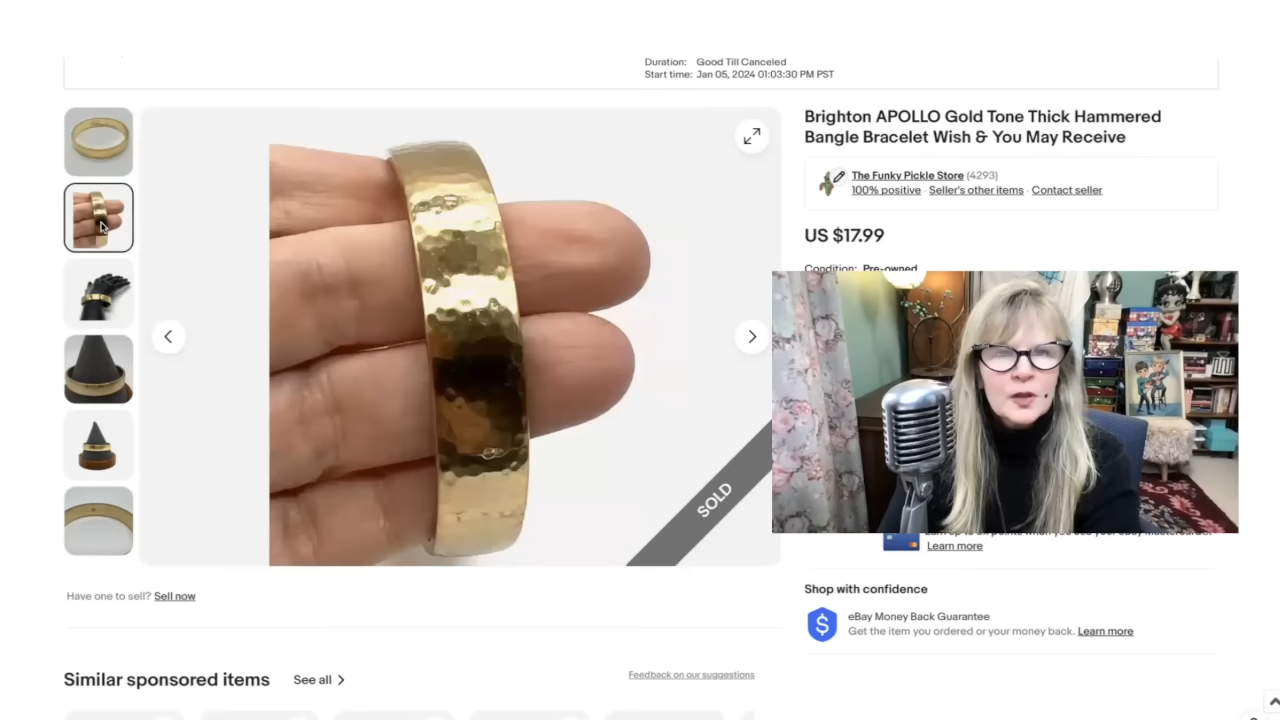 Duration: Good Till Canceled
Start time: Jan 05, 2024 01:03:30 PM PST
Brighton APOLLO Gold Tone Thick Hammered
Bangle Bracelet Wish & You May Receive
The Funky Pickle Store (4293)
100% positive · Seller's other items · Contact seller
US $17.99
Condition: Pre-owned
SOLD
Learn more
Have one to sell? Sell now
Shop with confidence
eBay Money Back Guarantee
Get the item you ordered or your money back. Learn more
Similar sponsored items See all
Feedback on our suggestions